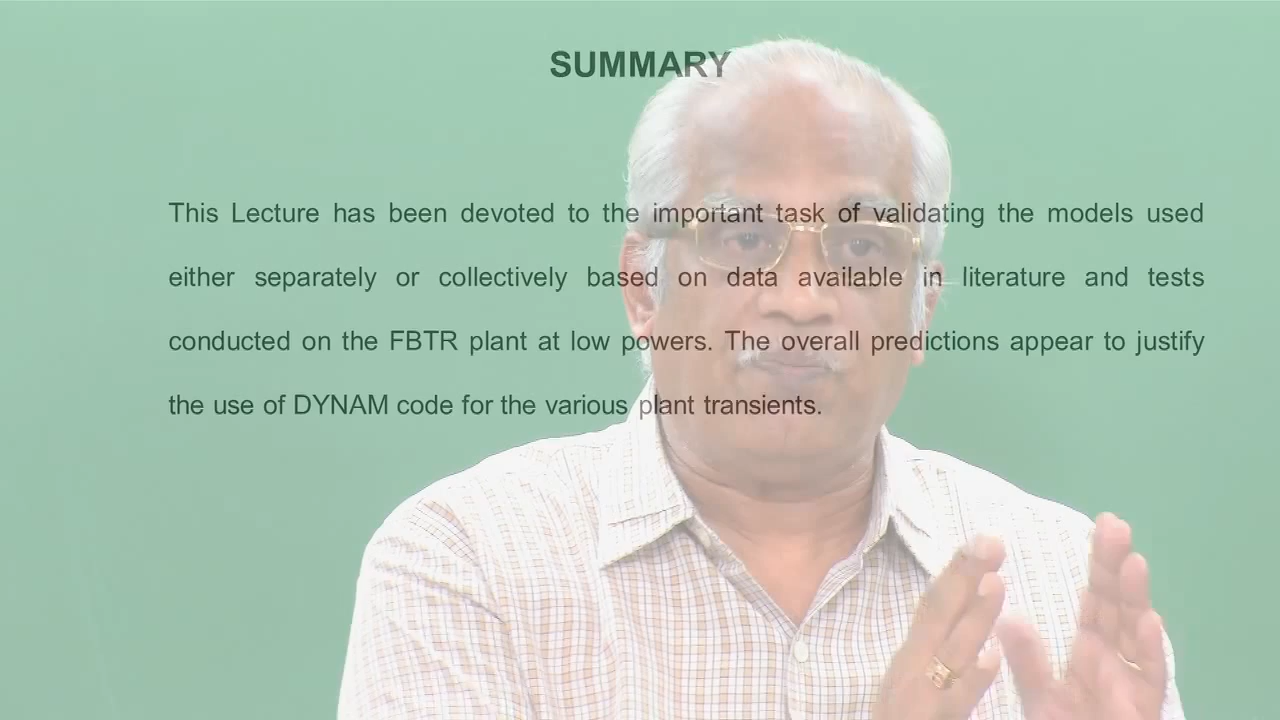 SUMMARY
This Lecture has been devoted to the important task of validating the models used
either separately or collectively based on data available in literature and tests
conducted on the FBTR plant at low powers. The overall predictions appear to justify
the use of DYNAM code for the various plant transients.